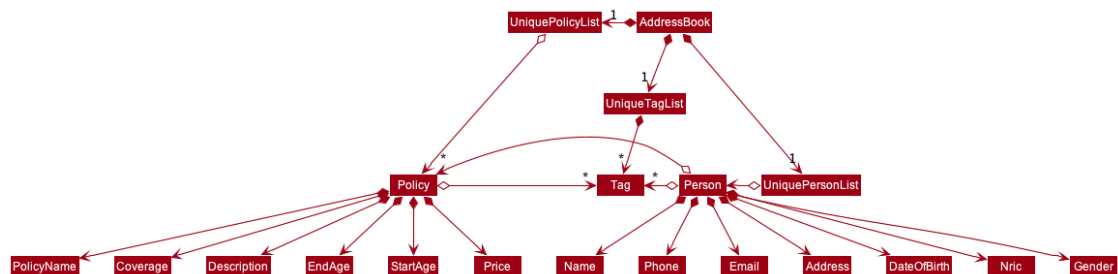 UniquePolicyList 1 AddressBook
1
UniqueTagList
* * 1
Policy * Tag * Person UniquePersonList
PolicyName Coverage Description EndAge StartAge Price Name Phone Email Address DateOfBirth Nric Gender